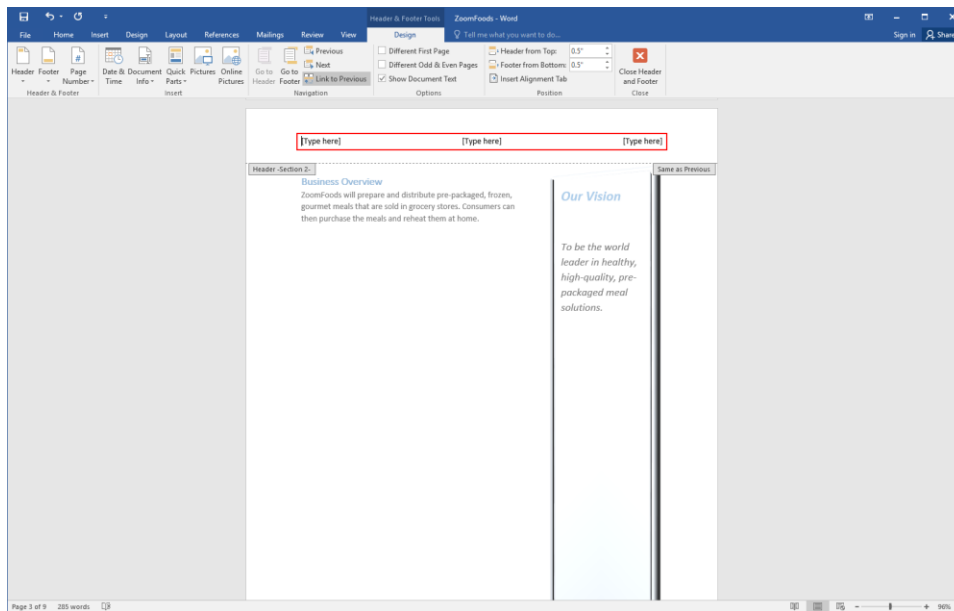 Header & Footer Tools ZoomFoods - Word
File Home Insert Design Layout References Mailings Review View Design Tell me what you want to do... Sign in Share
Header Footer Page Number Date & Time Document Info Quick Parts Pictures Online Pictures Go to Header Go to Footer
Previous
Next
Link to Previous
Different First Page
Different Odd & Even Pages
Show Document Text
Header from Top: 0.5"
Footer from Bottom: 0.5"
Insert Alignment Tab
Close Header and Footer
Header & Footer Insert Navigation Options Position Close
[Type here] [Type here] [Type here]
Header -Section 2- Same as Previous
Business Overview
ZoomFoods will prepare and distribute pre-packaged, frozen,
gourmet meals that are sold in grocery stores. Consumers can
then purchase the meals and reheat them at home.
Our Vision
To be the world
leader in healthy,
high-quality, pre-
packaged meal
solutions.
Page 3 of 9 285 words 96%